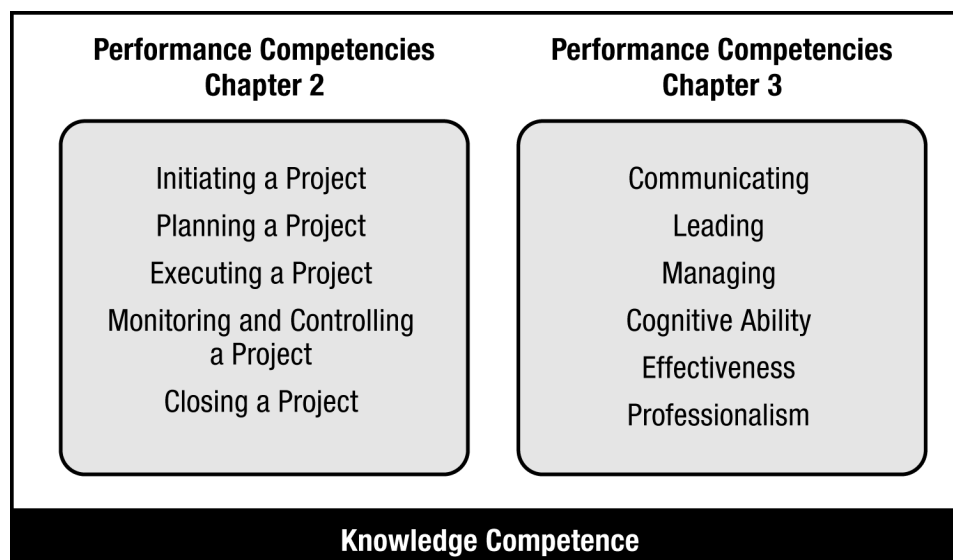 Performance Competencies
Chapter 2
Initiating a Project
Planning a Project
Executing a Project
Monitoring and Controlling
a Project
Closing a Project
Performance Competencies
Chapter 3
Communicating
Leading
Managing
Cognitive Ability
Effectiveness
Professionalism
Knowledge Competence